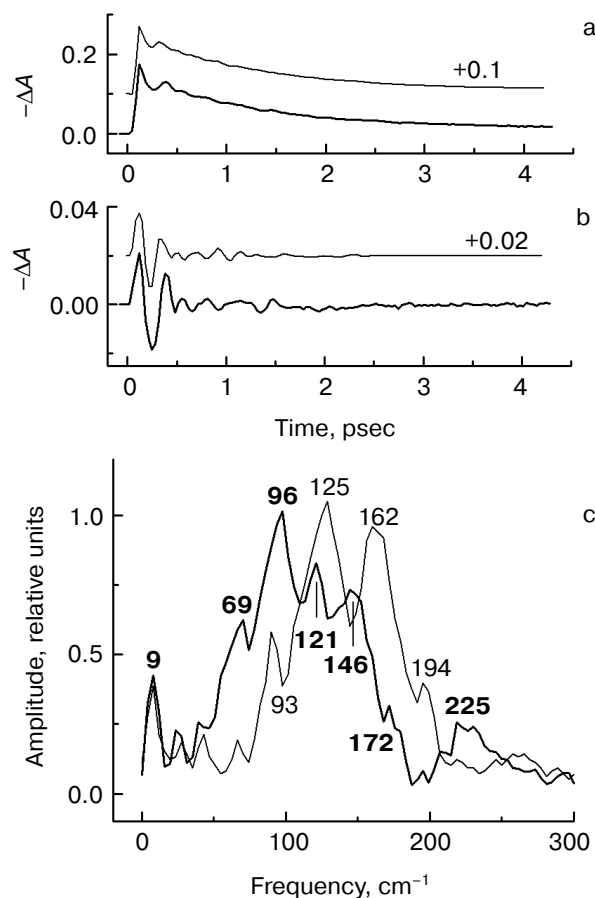 a
0.2
+0.1
−ΔA
0.0
0 1 2 3 4
b
0.04
+0.02
−ΔA
0.00
0 1 2 3 4
Time, psec
c
96
125
162
1.0
69
121
146
9
93
194
172
225
0.5
0.0
Amplitude, relative units
0 100 200 300
Frequency, cm⁻¹